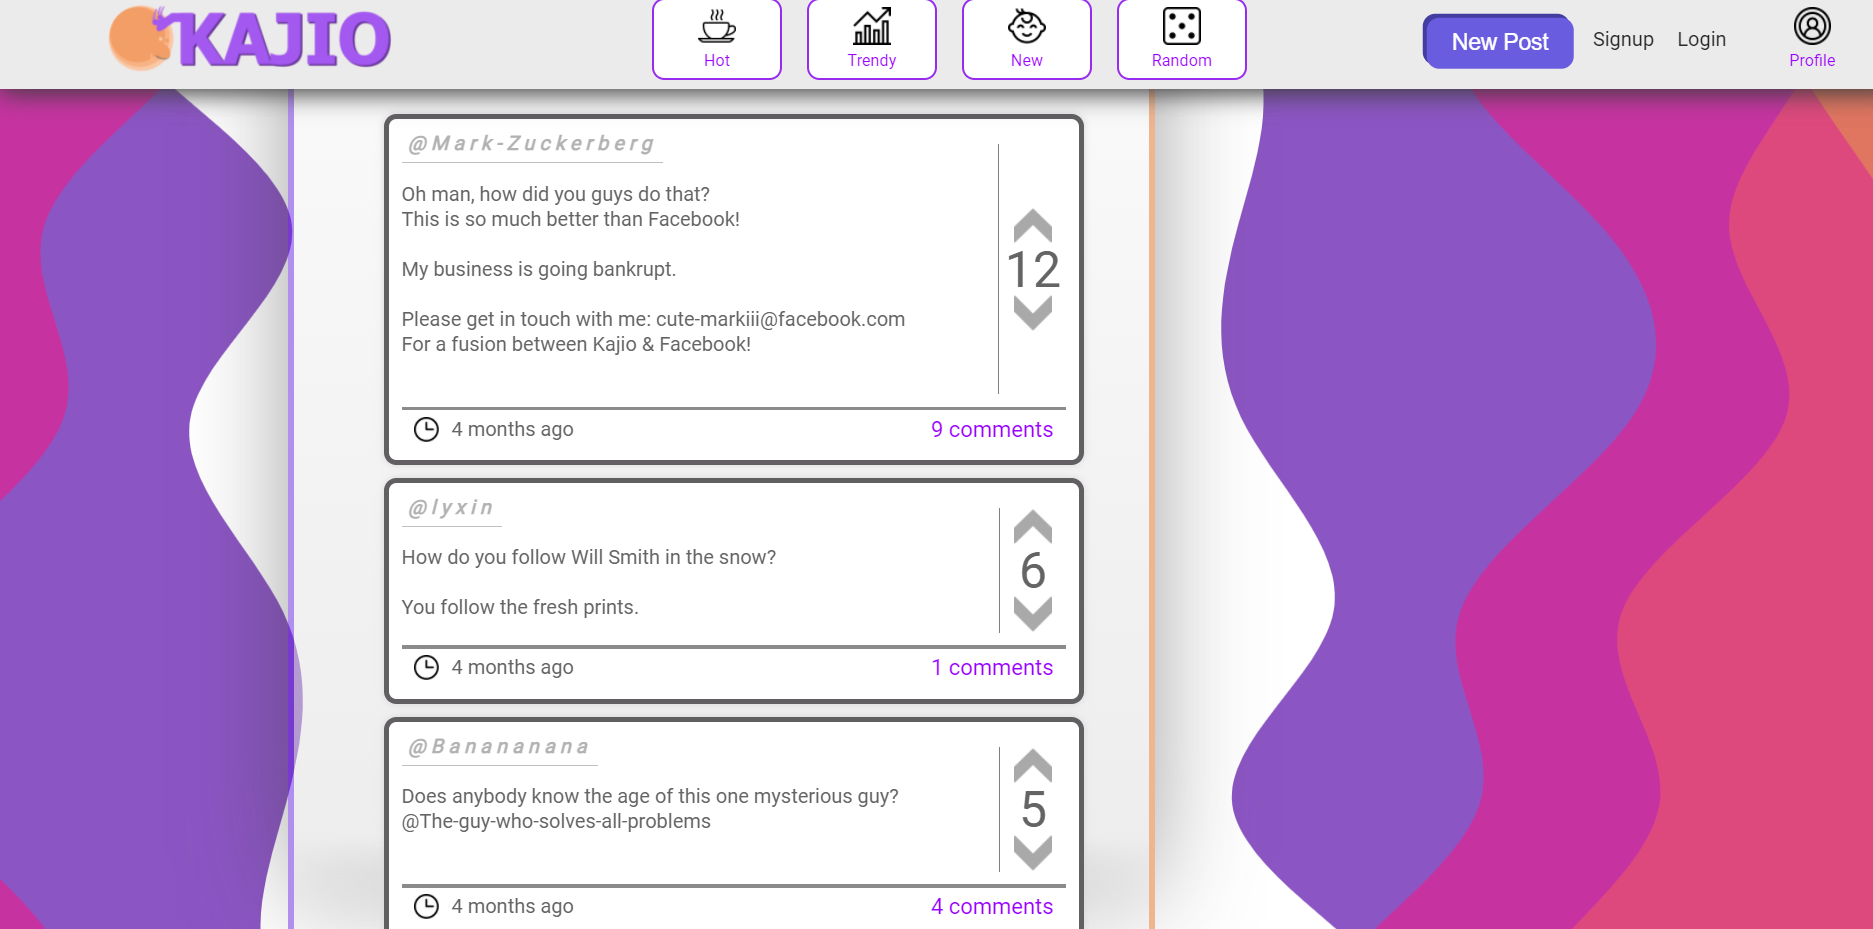 KAJIO
Hot
Trendy
New
Random
New Post
Signup
Login
Profile
@Mark-Zuckerberg
Oh man, how did you guys do that?
This is so much better than Facebook!
My business is going bankrupt.
Please get in touch with me: cute-markiii@facebook.com
For a fusion between Kajio & Facebook!
12
4 months ago
9 comments
@lyxin
How do you follow Will Smith in the snow?
You follow the fresh prints.
6
4 months ago
1 comments
@Banananana
Does anybody know the age of this one mysterious guy?
@The-guy-who-solves-all-problems
5
4 months ago
4 comments